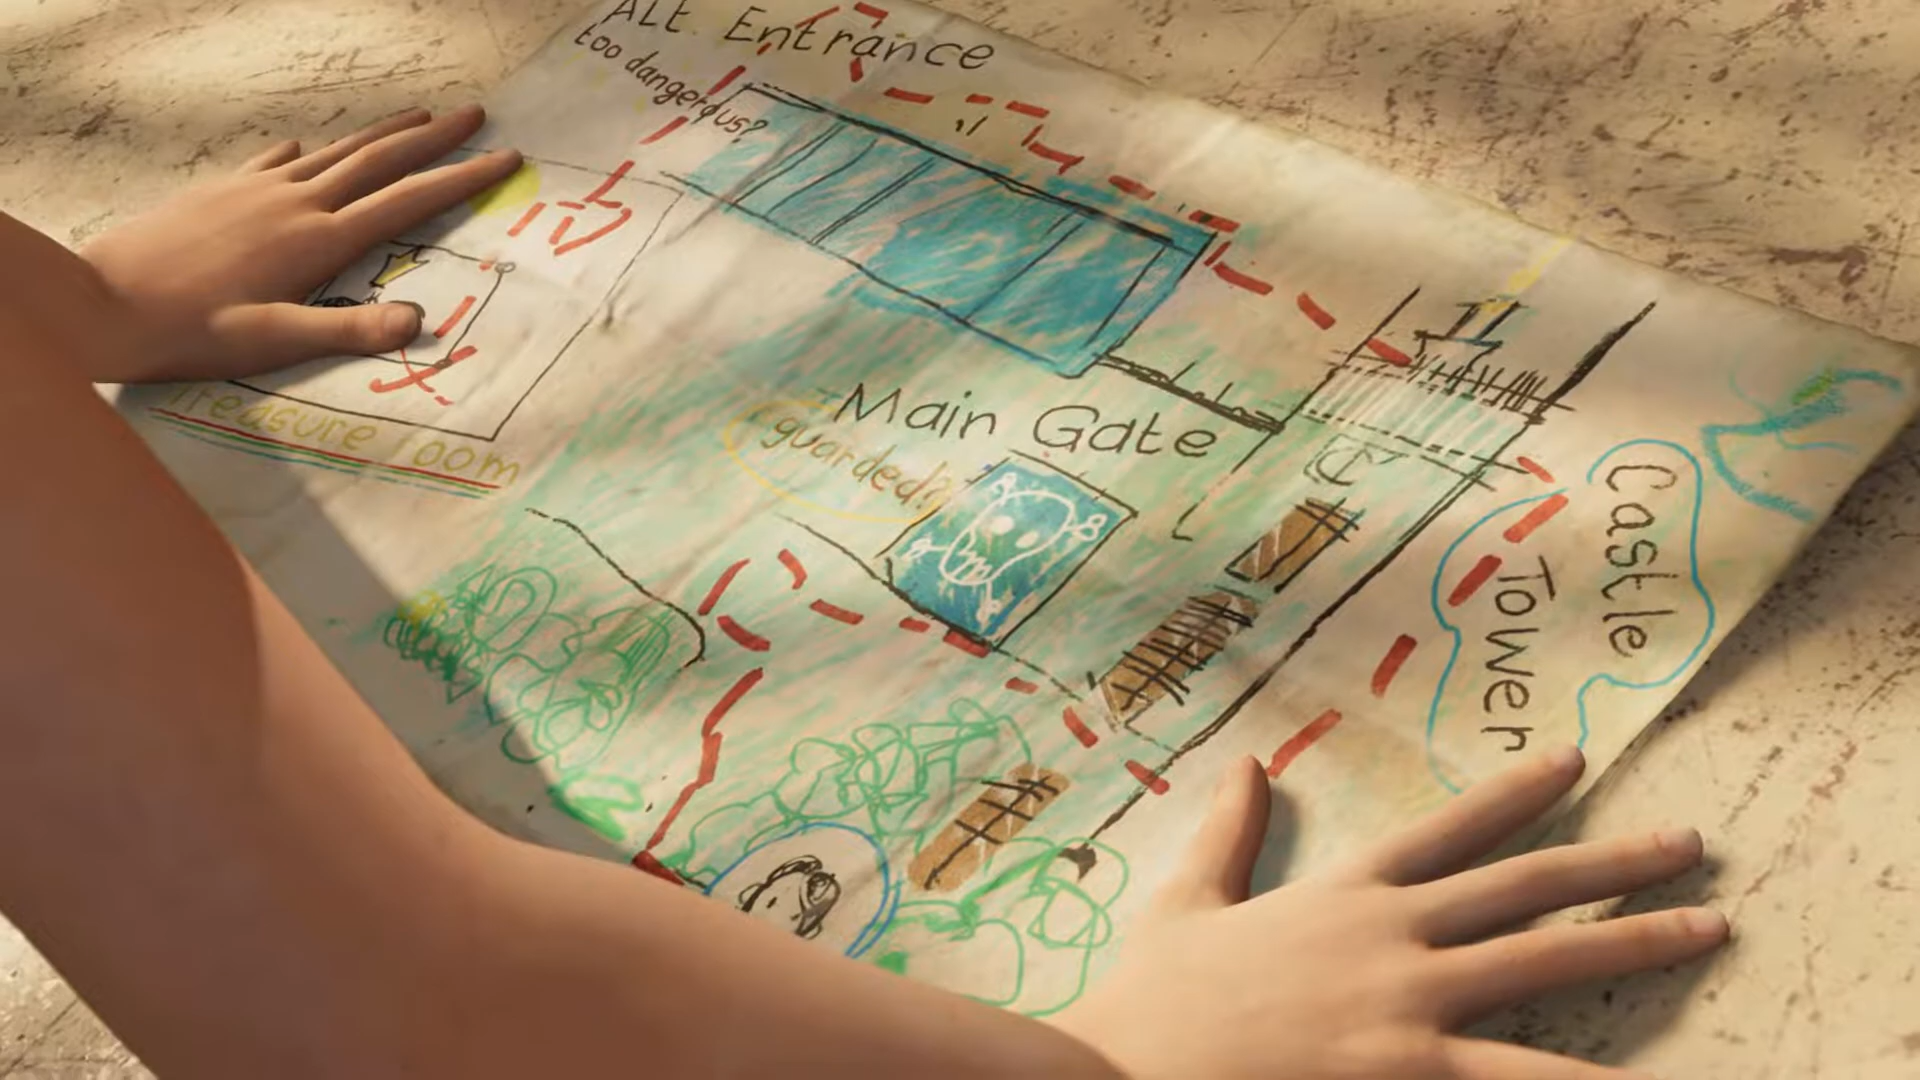 ALt. Entrance
too dangerous?
Treasure room
Main Gate
guarded?
Castle
Tower